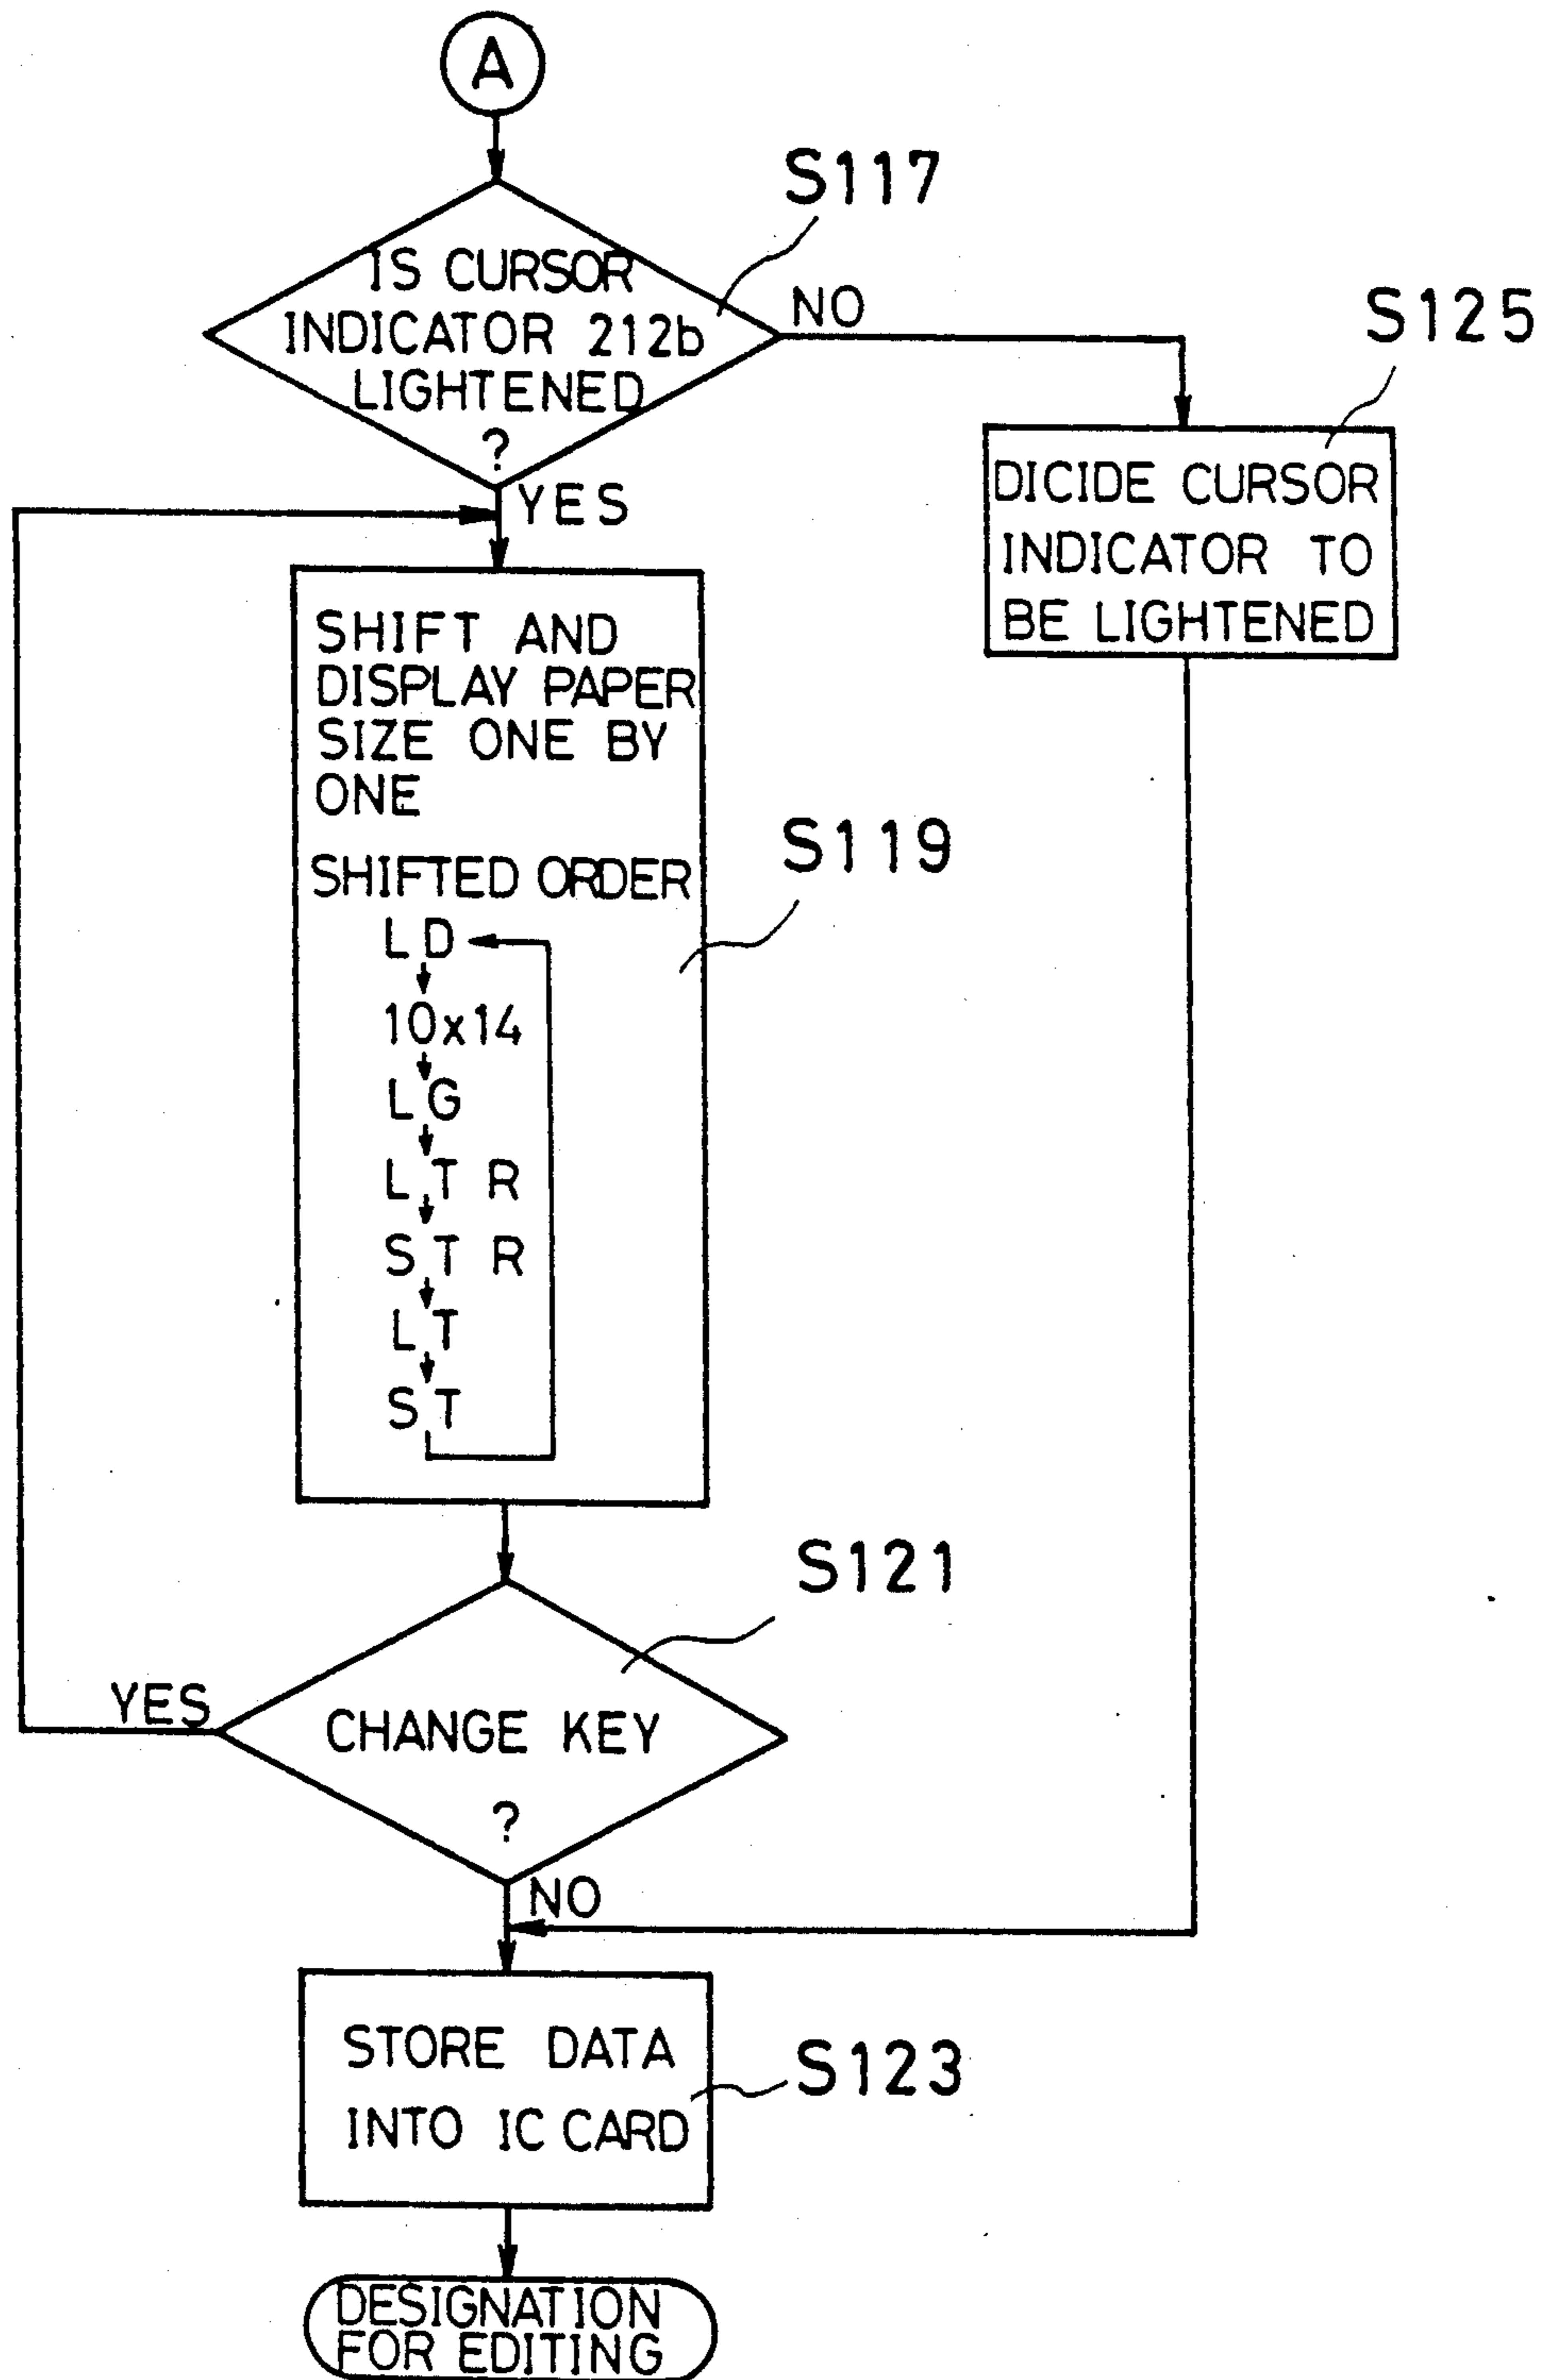 A
S117
IS CURSOR
INDICATOR 212b
LIGHTENED
?
NO
S125
DICIDE CURSOR
INDICATOR TO
BE LIGHTENED
YES
SHIFT AND
DISPLAY PAPER
SIZE ONE BY
ONE
S119
SHIFTED ORDER
LD
10x14
LG
LTR
STR
LT
ST
S121
YES
CHANGE KEY
?
NO
STORE DATA
INTO IC CARD
S123
DESIGNATION
FOR EDITING